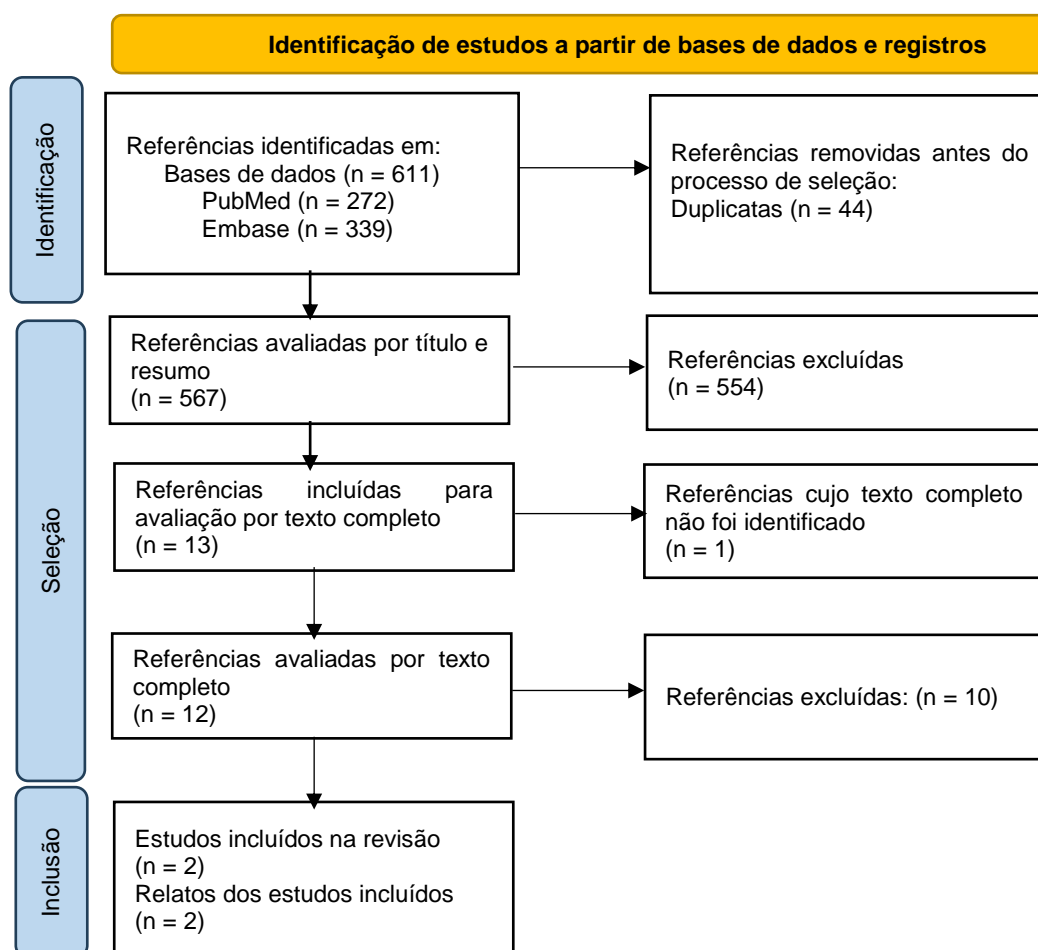 Identificação de estudos a partir de bases de dados e registros
Identificação
Referências identificadas em:
Bases de dados (n = 611)
PubMed (n = 272)
Embase (n = 339)
Referências removidas antes do
processo de seleção:
Duplicatas (n = 44)
Seleção
Referências avaliadas por título e
resumo
(n = 567)
Referências excluídas
(n = 554)
Referências incluídas para
avaliação por texto completo
(n = 13)
Referências cujo texto completo
não foi identificado
(n = 1)
Referências avaliadas por texto
completo
(n = 12)
Referências excluídas: (n = 10)
Inclusão
Estudos incluídos na revisão
(n = 2)
Relatos dos estudos incluídos
(n = 2)